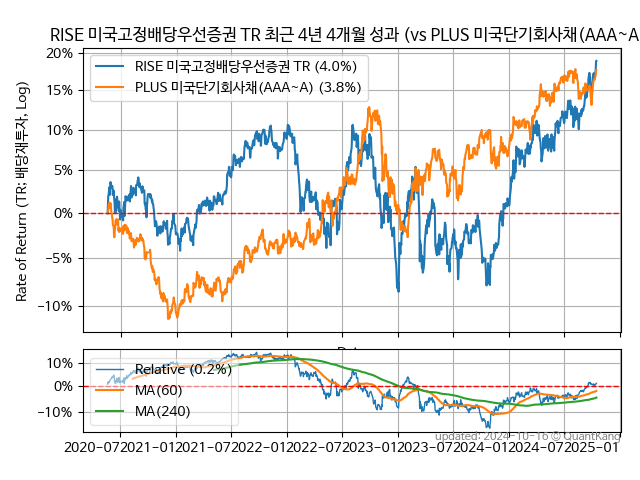 RISE 미국고정배당우선증권 TR 최근 4년 4개월 성과 (vs PLUS 미국단기회사채(AAA~A
20%
15%
10%
5%
0%
−5%
−10%
Rate of Return (TR: 배당재투자, Log)
RISE 미국고정배당우선증권 TR (4.0%)
PLUS 미국단기회사채(AAA~A) (3.8%)
10%
0%
−10%
Relative (0.2%)
MA(60)
MA(240)
updated: 2024-10-16 © QuantKang
2020-07 2021-01 2021-07 2022-01 2022-07 2023-01 2023-07 2024-01 2024-07 2025-01